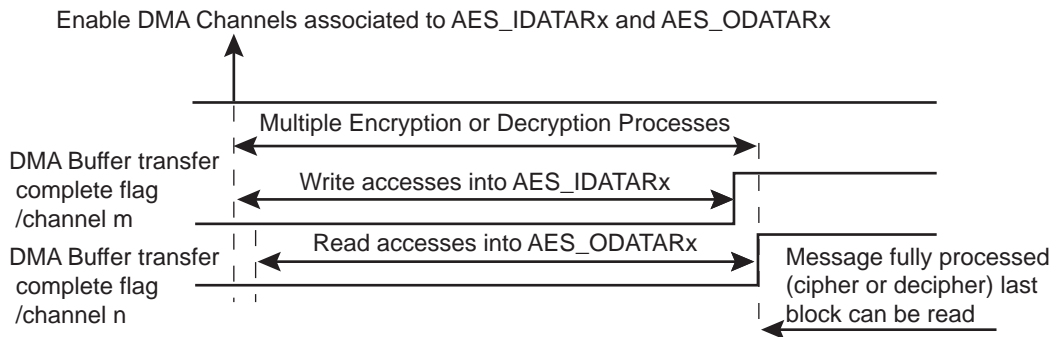 Enable DMA Channels associated to AES_IDATARx and AES_ODATARx
Multiple Encryption or Decryption Processes
DMA Buffer transfer
complete flag
/channel m
Write accesses into AES_IDATARx
Read accesses into AES_ODATARx
DMA Buffer transfer
complete flag
/channel n
Message fully processed
(cipher or decipher) last
block can be read